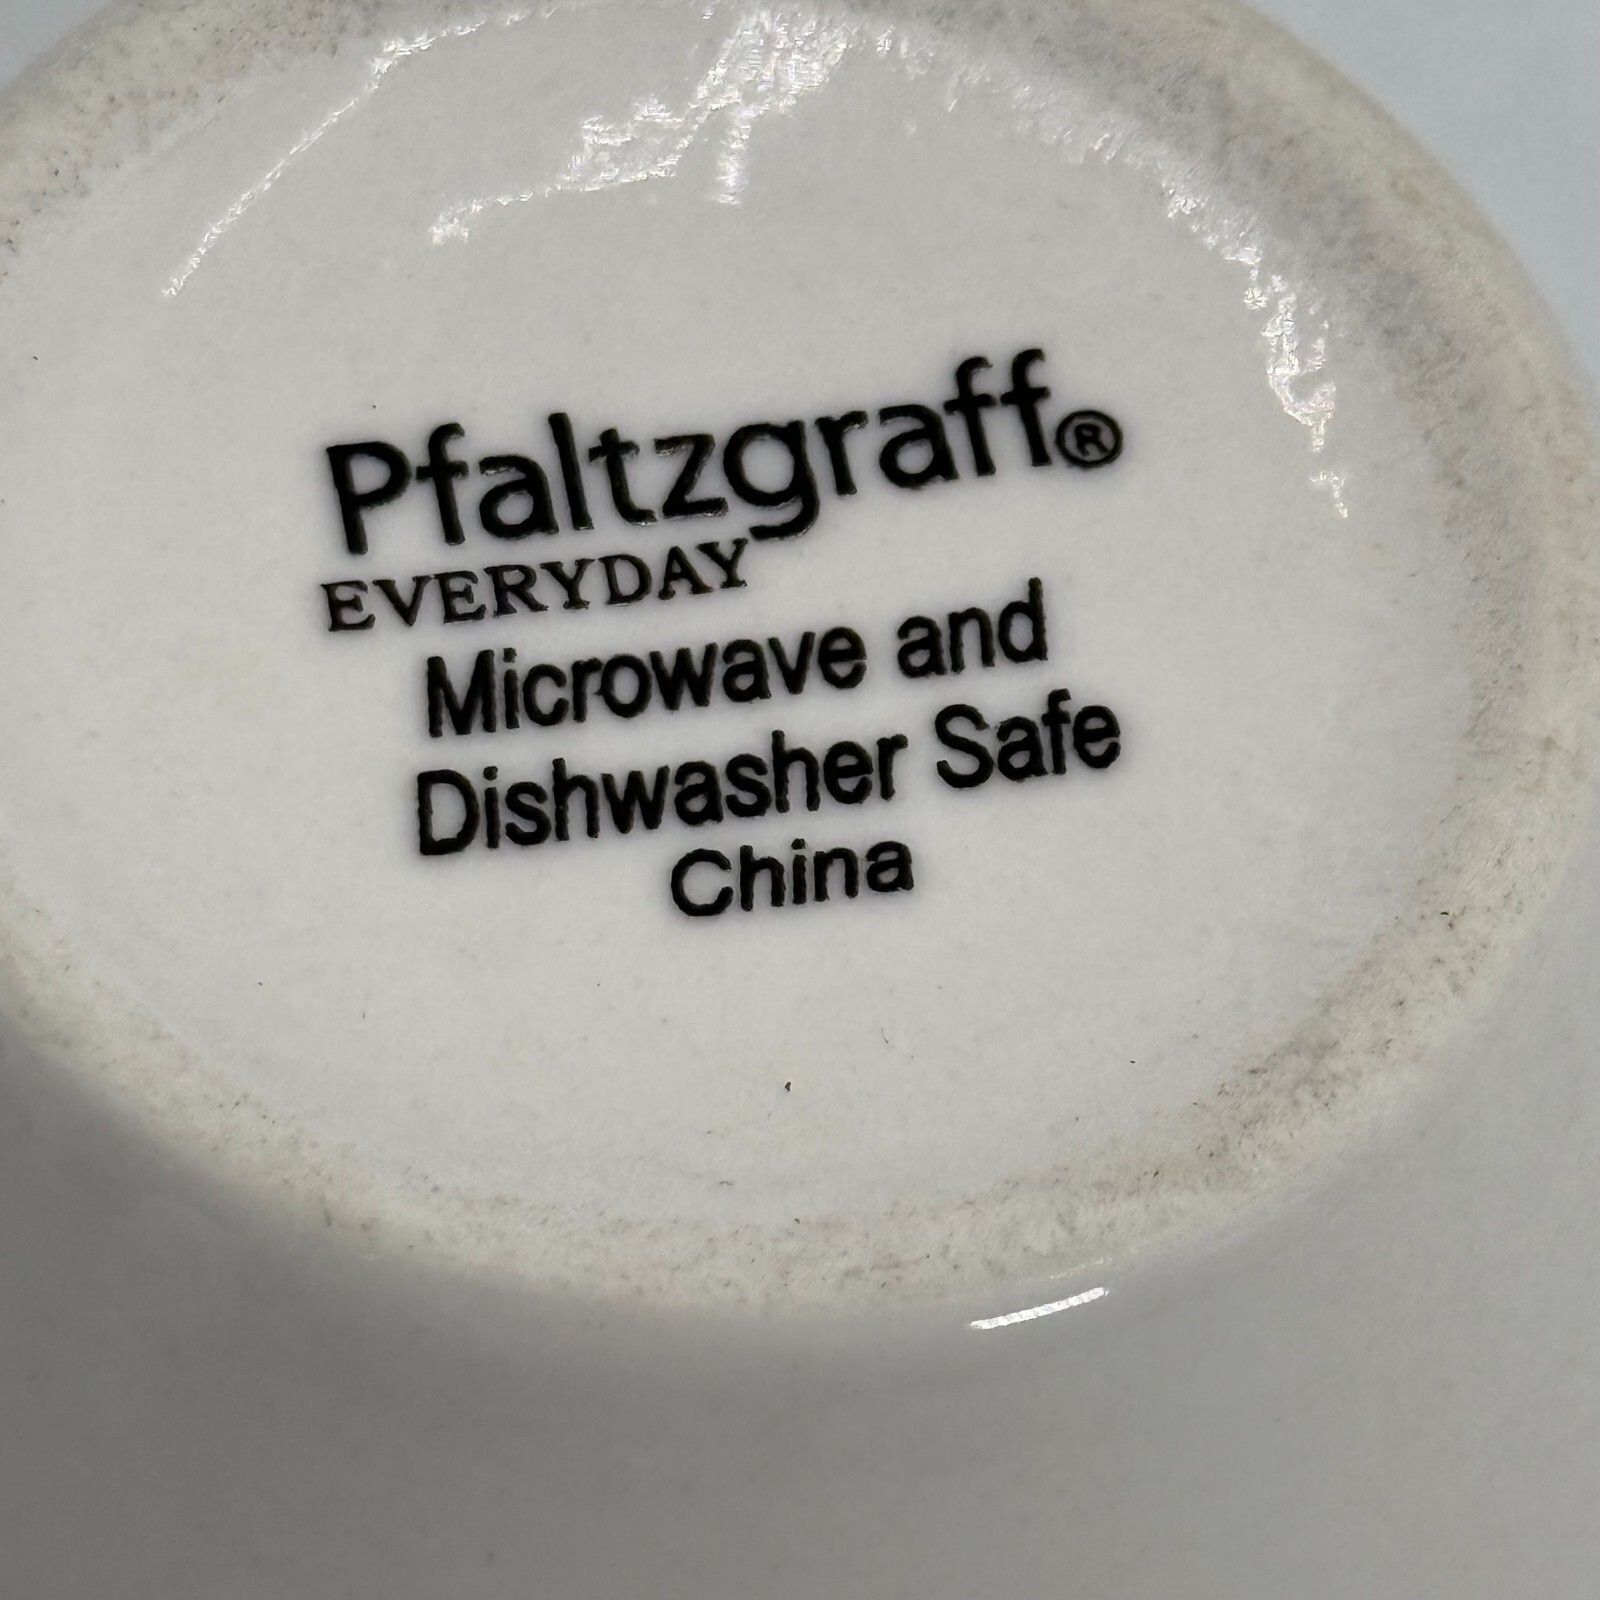 Pfaltzgraff®
EVERYDAY
Microwave and
Dishwasher Safe
China